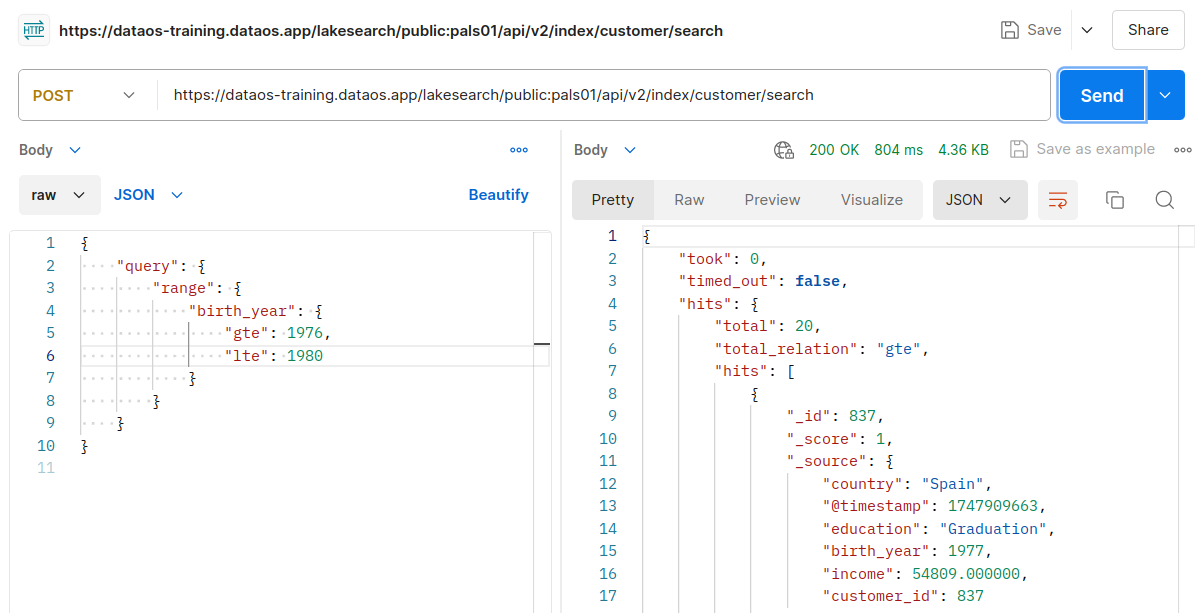 HTTP https://dataos-training.dataos.app/lakesearch/public:pals01/api/v2/index/customer/search Save Share
POST https://dataos-training.dataos.app/lakesearch/public:pals01/api/v2/index/customer/search Send
Body
raw JSON Beautify
1 {
2 "query": {
3 "range": {
4 "birth_year": {
5 "gte": 1976,
6 "lte": 1980
7 }
8 }
9 }
10 }
11
Body 200 OK 804 ms 4.36 KB Save as example
Pretty Raw Preview Visualize JSON
1 {
2 "took": 0,
3 "timed_out": false,
4 "hits": {
5 "total": 20,
6 "total_relation": "gte",
7 "hits": [
8 {
9 "_id": 837,
10 "_score": 1,
11 "_source": {
12 "country": "Spain",
13 "@timestamp": 1747909663,
14 "education": "Graduation",
15 "birth_year": 1977,
16 "income": 54809.000000,
17 "customer_id": 837